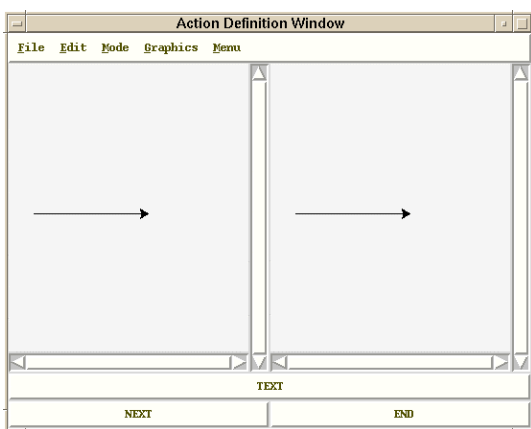 Action Definition Window
File Edit Mode Graphics Menu
TEXT
NEXT END